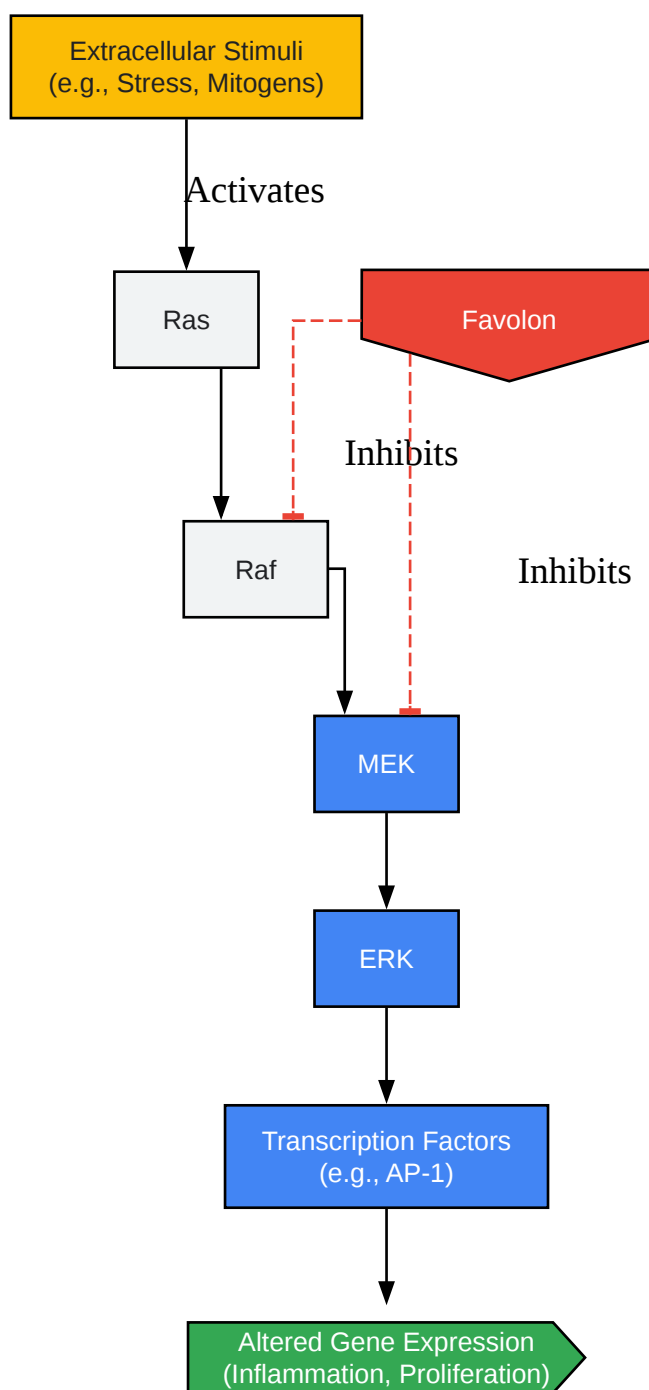 Extracellular Stimuli
(e.g., Stress, Mitogens)
Activates
Ras
Favolon
Inhibits
Raf
Inhibits
MEK
ERK
Transcription Factors
(e.g., AP-1)
Altered Gene Expression
(Inflammation, Proliferation)